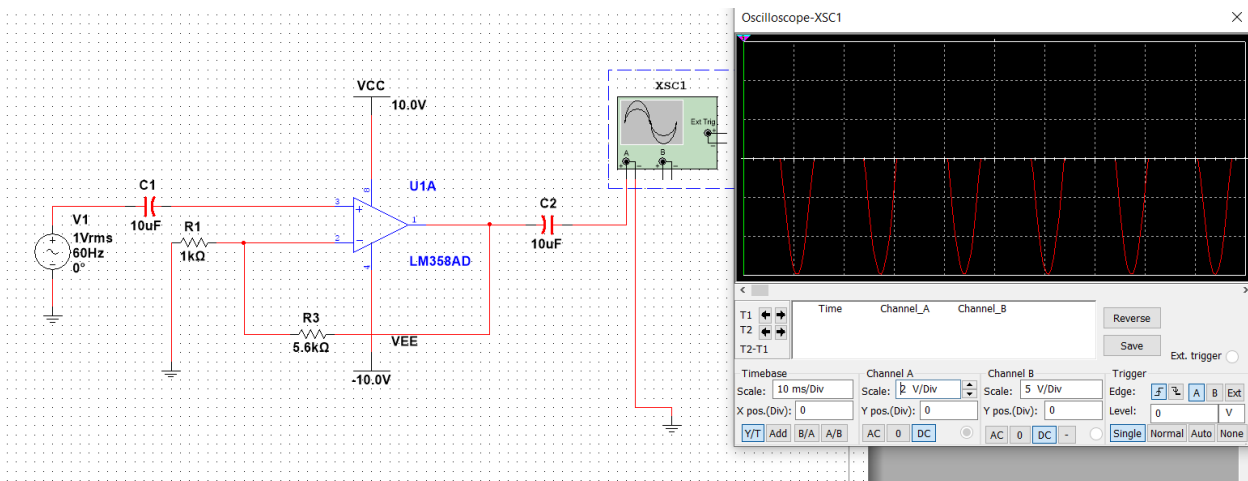 Oscilloscope-XSC1
VCC
10.0V
XSC1
Ext Trig
+
-
A
B
+ - + -
C1
10uF
V1
1Vrms
60Hz
0°
R1
1kΩ
U1A
3
2
8
4
1
+
-
LM358AD
C2
10uF
R3
5.6kΩ
VEE
-10.0V
Time Channel_A Channel_B
T1
T2
T2-T1
Reverse
Save
Ext. trigger
Timebase
Scale: 10 ms/Div
X pos.(Div): 0
Y/T Add B/A A/B
Channel A
Scale: 2 V/Div
Y pos.(Div): 0
AC 0 DC
Channel B
Scale: 5 V/Div
Y pos.(Div): 0
AC 0 DC -
Trigger
Edge: A B Ext
Level: 0 V
Single Normal Auto None